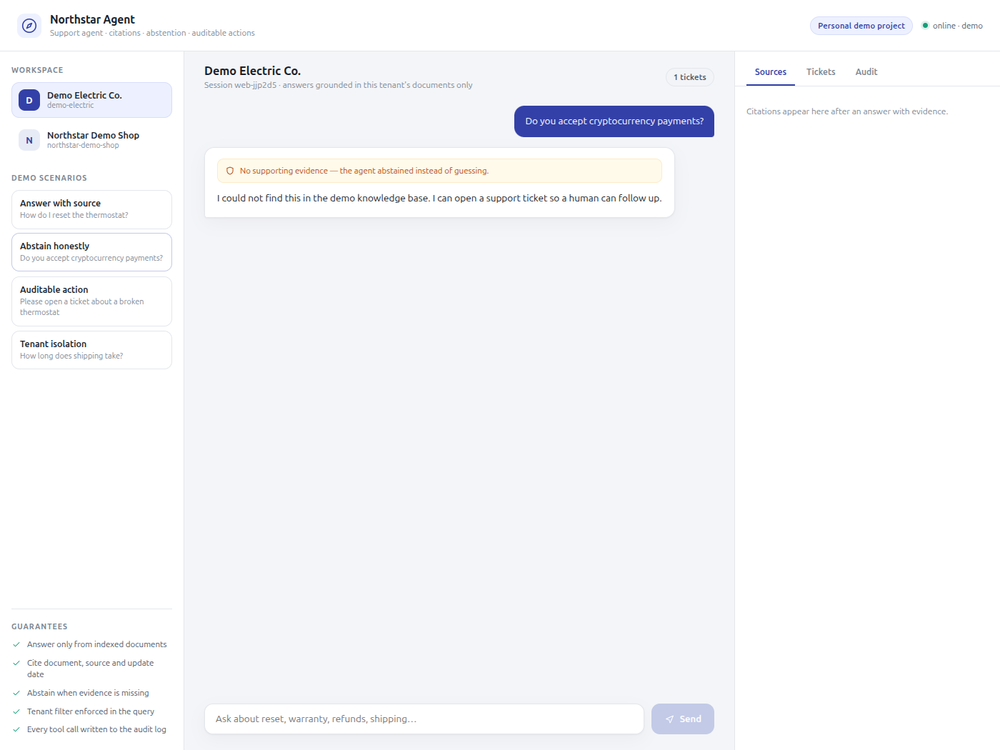 Northstar Agent
Support agent · citations · abstention · auditable actions
Personal demo project
online · demo
WORKSPACE
D
Demo Electric Co.
demo-electric
N
Northstar Demo Shop
northstar-demo-shop
DEMO SCENARIOS
Answer with source
How do I reset the thermostat?
Abstain honestly
Do you accept cryptocurrency payments?
Auditable action
Please open a ticket about a broken
thermostat
Tenant isolation
How long does shipping take?
GUARANTEES
Answer only from indexed documents
Cite document, source and update
date
Abstain when evidence is missing
Tenant filter enforced in the query
Every tool call written to the audit log
Demo Electric Co.
Session web-jjp2d5 · answers grounded in this tenant's documents only
1 tickets
Do you accept cryptocurrency payments?
No supporting evidence — the agent abstained instead of guessing.
I could not find this in the demo knowledge base. I can open a support ticket so a human can follow up.
Ask about reset, warranty, refunds, shipping…
Send
Sources
Tickets
Audit
Citations appear here after an answer with evidence.